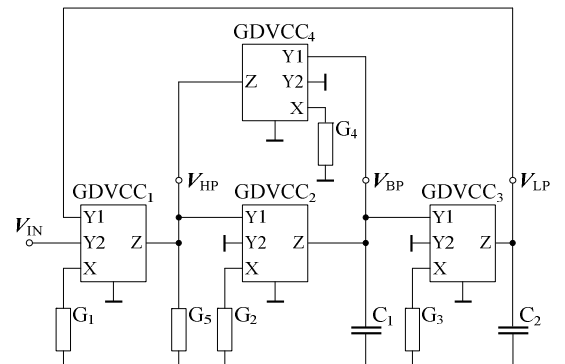 GDVCC4
Y1
Z
Y2
X
G4
VHP
VBP
VLP
GDVCC1
GDVCC2
GDVCC3
VIN
Y1
Y2
Z
X
Y1
Y2
Z
X
Y1
Y2
Z
X
G1
G5
G2
C1
G3
C2